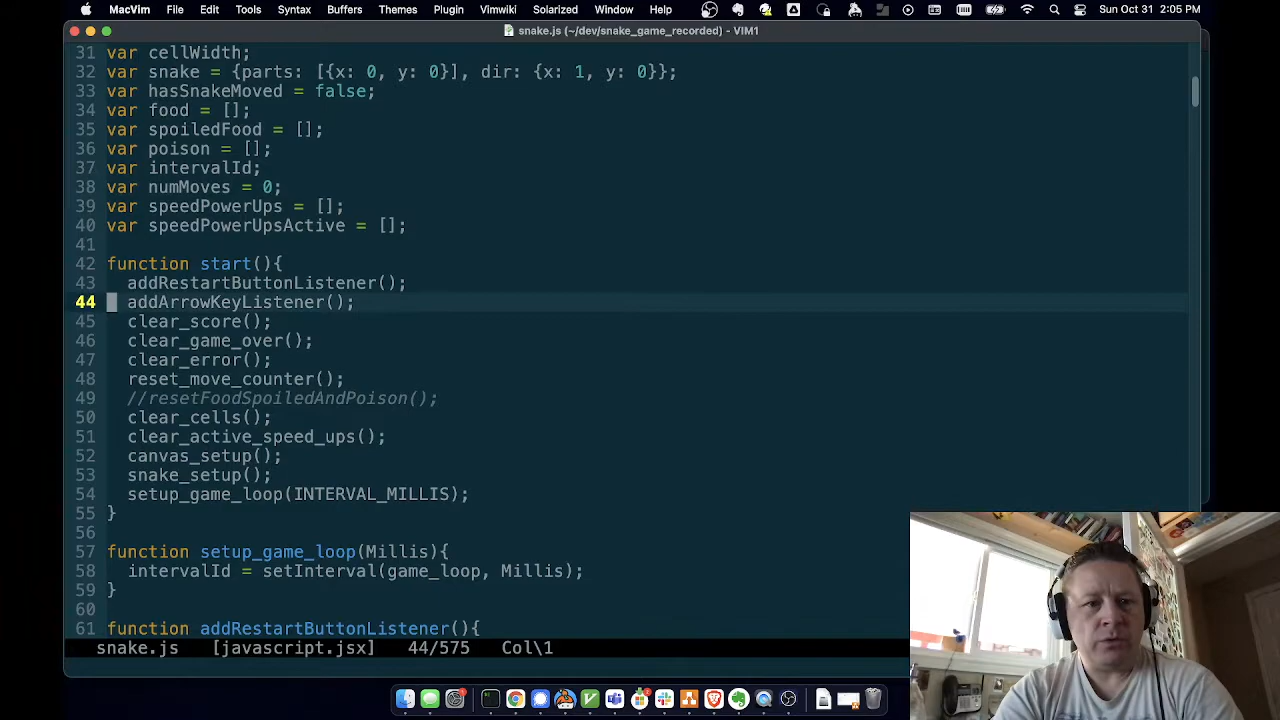 MacVim File Edit Tools Syntax Buffers Themes Plugin Vimwiki Solarized Window Help Sun Oct 31 2:05 PM
snake.js (~/dev/snake_game_recorded) - VIM1
31 var cellWidth;
32 var snake = {parts: [{x: 0, y: 0}], dir: {x: 1, y: 0}};
33 var hasSnakeMoved = false;
34 var food = [];
35 var spoiledFood = [];
36 var poison = [];
37 var intervalId;
38 var numMoves = 0;
39 var speedPowerUps = [];
40 var speedPowerUpsActive = [];
41
42 function start(){
43 addRestartButtonListener();
44 addArrowKeyListener();
45 clear_score();
46 clear_game_over();
47 clear_error();
48 reset_move_counter();
49 //resetFoodSpoiledAndPoison();
50 clear_cells();
51 clear_active_speed_ups();
52 canvas_setup();
53 snake_setup();
54 setup_game_loop(INTERVAL_MILLIS);
55 }
56
57 function setup_game_loop(Millis){
58 intervalId = setInterval(game_loop, Millis);
59 }
60
61 function addRestartButtonListener(){
snake.js [javascript.jsx] 44/575 Col\1